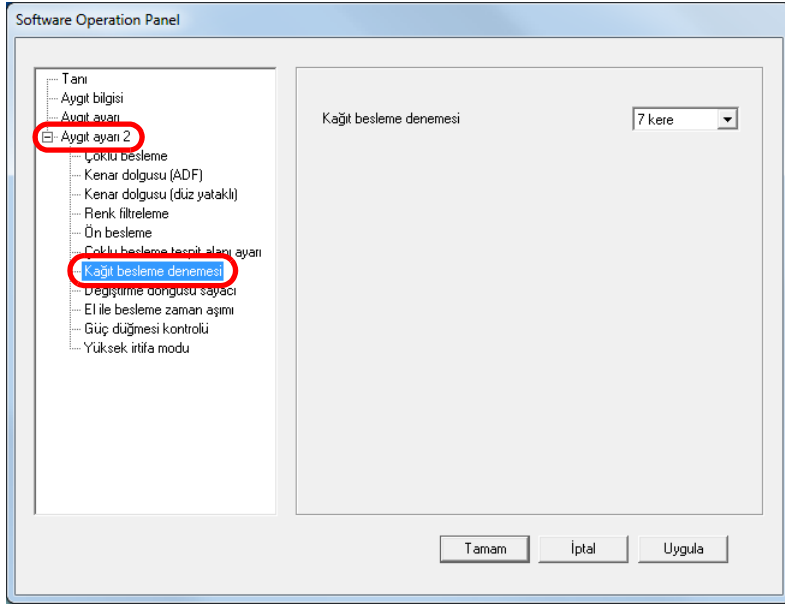 Software Operation Panel
Tanı
Aygıt bilgisi
Aygıt ayarı
Aygıt ayarı 2
Çoklu besleme
Kenar dolgusu (ADF)
Kenar dolgusu (düz yataklı)
Renk filtreleme
Ön besleme
Çoklu besleme tespit alanı ayarı
Kağıt besleme denemesi
Değiştirme döngüsü sayacı
El ile besleme zaman aşımı
Güç düğmesi kontrolü
Yüksek irtifa modu
Kağıt besleme denemesi
7 kere
Tamam
İptal
Uygula